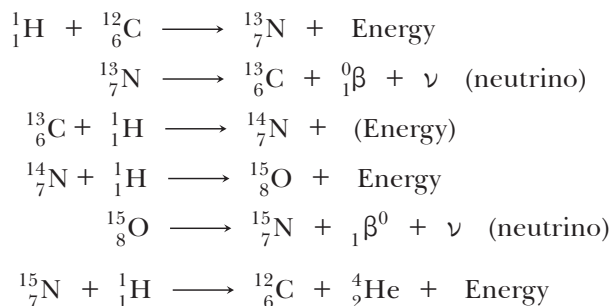 ¹₁H + ¹²₆C ⟶ ¹³₇N + Energy
¹³₇N ⟶ ¹³₆C + ⁰₁β + ν (neutrino)
¹³₆C + ¹₁H ⟶ ¹⁴₇N + (Energy)
¹⁴₇N + ¹₁H ⟶ ¹⁵₈O + Energy
¹⁵₈O ⟶ ¹⁵₇N + ₁β⁰ + ν (neutrino)
¹⁵₇N + ¹₁H ⟶ ¹²₆C + ⁴₂He + Energy